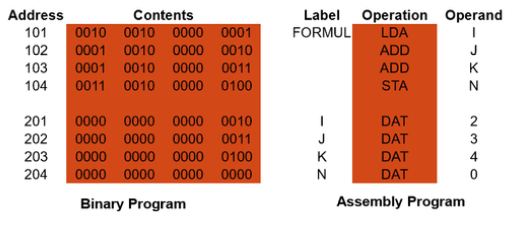 Address Contents Label Operation Operand
101 0010 0010 0000 0001 FORMUL LDA I
102 0001 0010 0000 0010 ADD J
103 0001 0010 0000 0011 ADD K
104 0011 0010 0000 0100 STA N
201 0000 0000 0000 0010 I DAT 2
202 0000 0000 0000 0011 J DAT 3
203 0000 0000 0000 0100 K DAT 4
204 0000 0000 0000 0000 N DAT 0
Binary Program Assembly Program